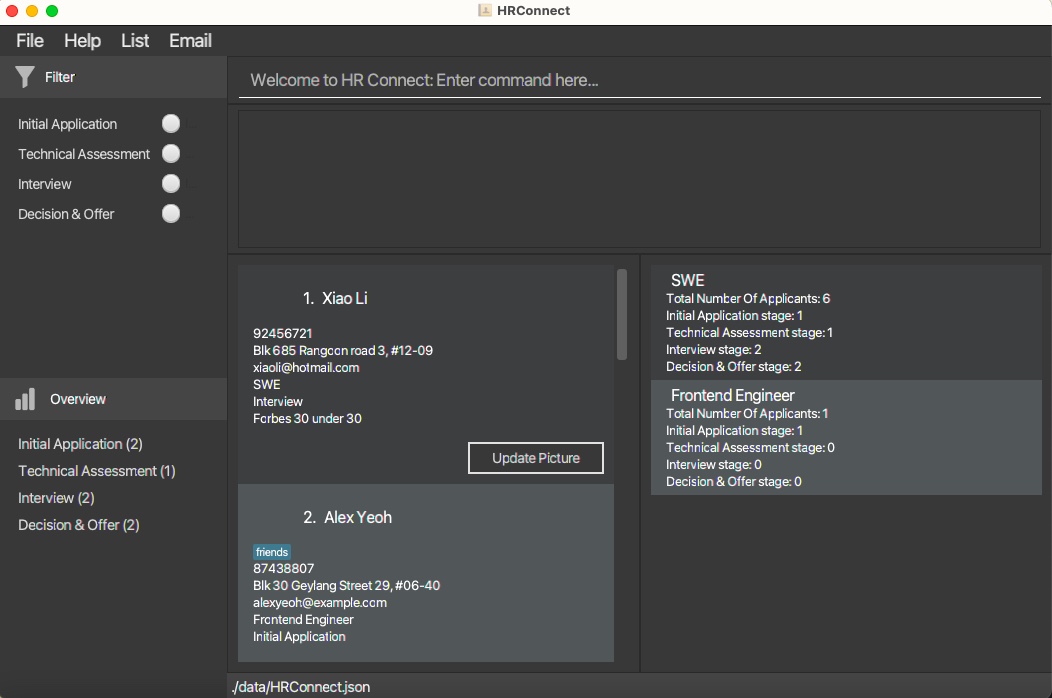 HRConnect
File Help List Email
Filter
Initial Application
Technical Assessment
Interview
Decision & Offer
Overview
Initial Application (2)
Technical Assessment (1)
Interview (2)
Decision & Offer (2)
Welcome to HR Connect: Enter command here...
1. Xiao Li
92456721
Blk 685 Rangoon road 3, #12-09
xiaoli@hotmail.com
SWE
Interview
Forbes 30 under 30
Update Picture
2. Alex Yeoh
friends
87438807
Blk 30 Geylang Street 29, #06-40
alexyeoh@example.com
Frontend Engineer
Initial Application
SWE
Total Number Of Applicants: 6
Initial Application stage: 1
Technical Assessment stage: 1
Interview stage: 2
Decision & Offer stage: 2
Frontend Engineer
Total Number Of Applicants: 1
Initial Application stage: 1
Technical Assessment stage: 0
Interview stage: 0
Decision & Offer stage: 0
./data/HRConnect.json